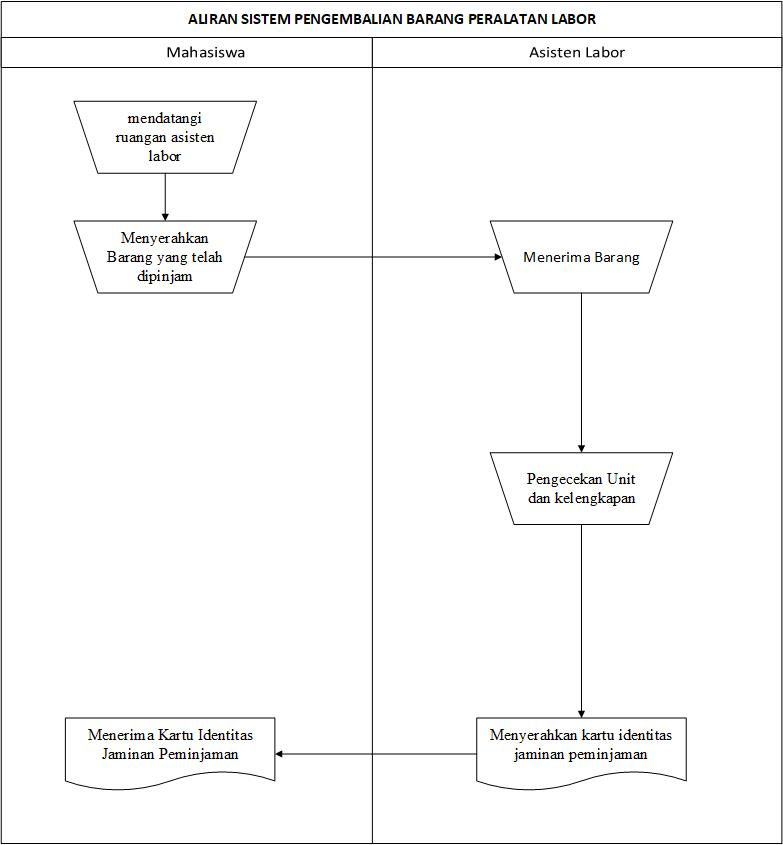 ALIRAN SISTEM PENGEMBALIAN BARANG PERALATAN LABOR
Mahasiswa
Asisten Labor
mendatangi
ruangan asisten
labor
Menyerahkan
Barang yang telah
dipinjam
Menerima Barang
Pengecekan Unit
dan kelengkapan
Menyerahkan kartu identitas
jaminan peminjaman
Menerima Kartu Identitas
Jaminan Peminjaman